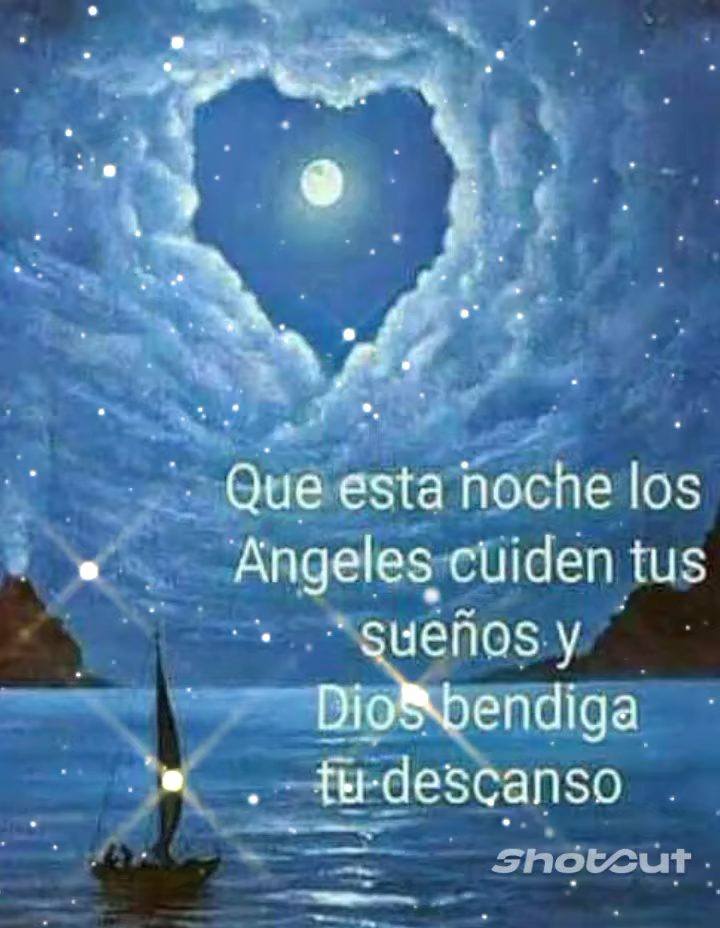 Que esta noche los
Angeles cuiden tus
sueños y
Dios bendiga
tu descanso
ShotCut